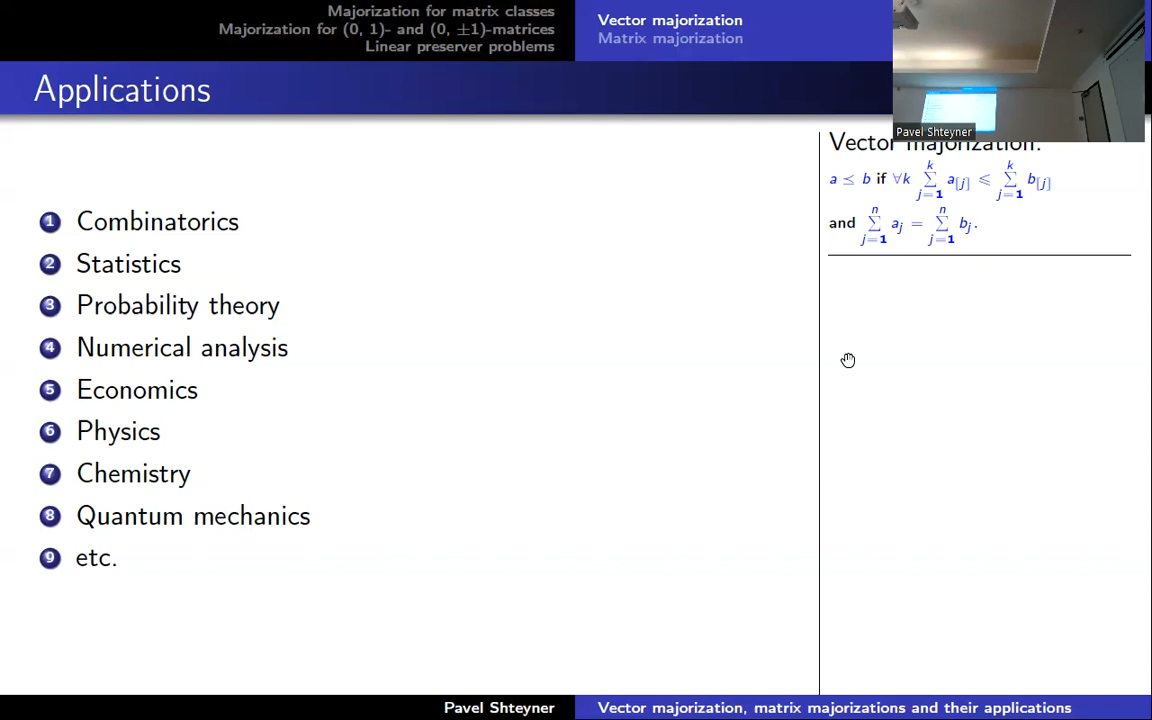 Majorization for matrix classes
Majorization for (0, 1)- and (0, ±1)-matrices
Linear preserver problems
Vector majorization
Matrix majorization
Applications
Pavel Shteyner
1 Combinatorics
2 Statistics
3 Probability theory
4 Numerical analysis
5 Economics
6 Physics
7 Chemistry
8 Quantum mechanics
9 etc.
Vector majorization:
a ⪯ b if ∀k ∑_{j=1}^{k} a_{[j]} ⩽ ∑_{j=1}^{k} b_{[j]}
and ∑_{j=1}^{n} a_j = ∑_{j=1}^{n} b_j.
Pavel Shteyner
Vector majorization, matrix majorizations and their applications